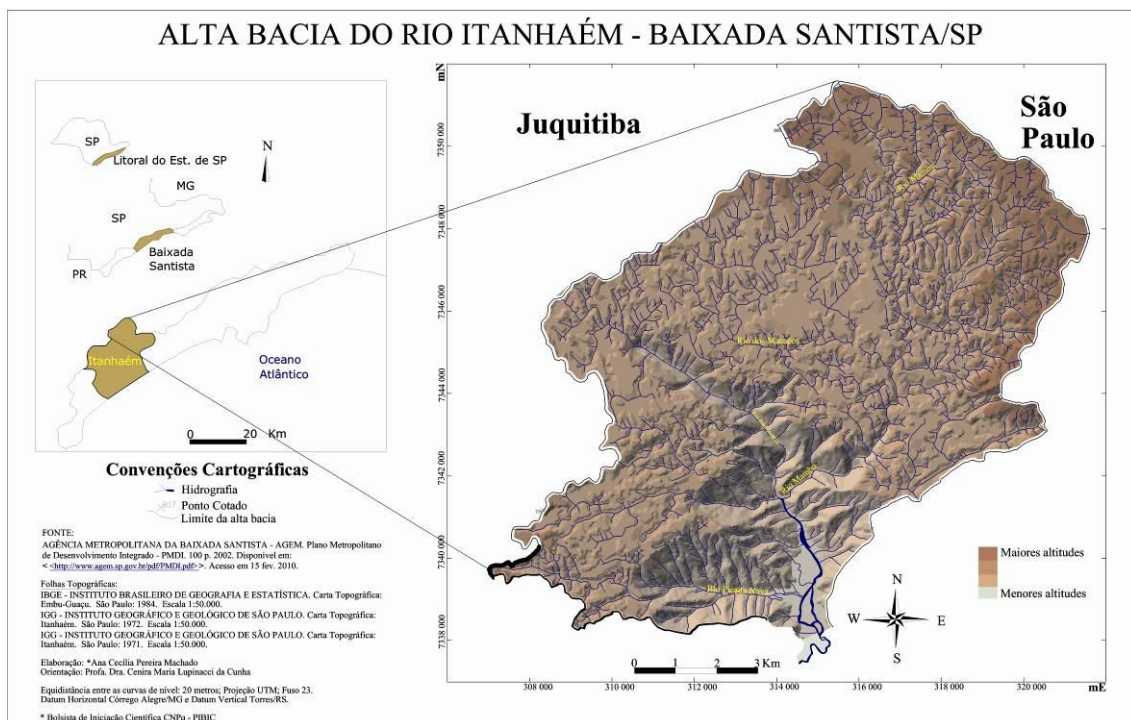 ALTA BACIA DO RIO ITANHAÉM - BAIXADA SANTISTA/SP
SP
Litoral do Est. de SP
N
MG
SP
Baixada
Santista
PR
Itanhaém
Oceano
Atlântico
0 20 Km
Convenções Cartográficas
Hidrografia
Ponto Cotado
Limite da alta bacia
FONTE:
AGÊNCIA METROPOLITANA DA BAIXADA SANTISTA - AGEM. Plano Metropolitano
de Desenvolvimento Integrado - PMDI. 100 p. 2002. Disponível em:
< <http://www.agem.sp.gov.br/pdf/PMDI.pdf>>. Acesso em 15 fev. 2010.
Folhas Topográficas:
IBGE - INSTITUTO BRASILEIRO DE GEOGRAFIA E ESTATÍSTICA. Carta Topográfica:
Embu-Guaçu. São Paulo: 1984. Escala 1:50.000.
IGG - INSTITUTO GEOGRÁFICO E GEOLÓGICO DE SÃO PAULO. Carta Topográfica:
Itanhaém. São Paulo: 1972. Escala 1:50.000.
IGG - INSTITUTO GEOGRÁFICO E GEOLÓGICO DE SÃO PAULO. Carta Topográfica:
Itanhaém. São Paulo: 1971. Escala 1:50.000.
Elaboração: *Ana Cecília Pereira Machado
Orientação: Profa. Dra. Cenira Maria Lupinacci da Cunha
Equidistância entre as curvas de nível: 20 metros; Projeção UTM; Fuso 23.
Datum Horizontal Córrego Alegre/MG e Datum Vertical Torres/RS.
* Bolsista de Iniciação Científica CNPq - PIBIC
mN
7350 000
7348 000
7346 000
7344 000
7342 000
7340 000
7338 000
Juquitiba
São
Paulo
Rio dos Macacos
Rio Mambu
Maiores altitudes
Menores altitudes
N
W E
S
0 1 2 3 Km
308 000 310 000 312 000 314 000 316 000 318 000 320 000 mE